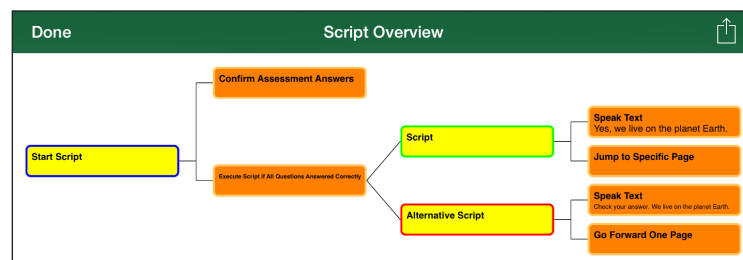 Done
Script Overview
Confirm Assessment Answers
Start Script
Execute Script If All Questions Answered Correctly
Script
Speak Text
Yes, we live on the planet Earth.
Jump to Specific Page
Alternative Script
Speak Text
Check your answer. We live on the planet Earth.
Go Forward One Page